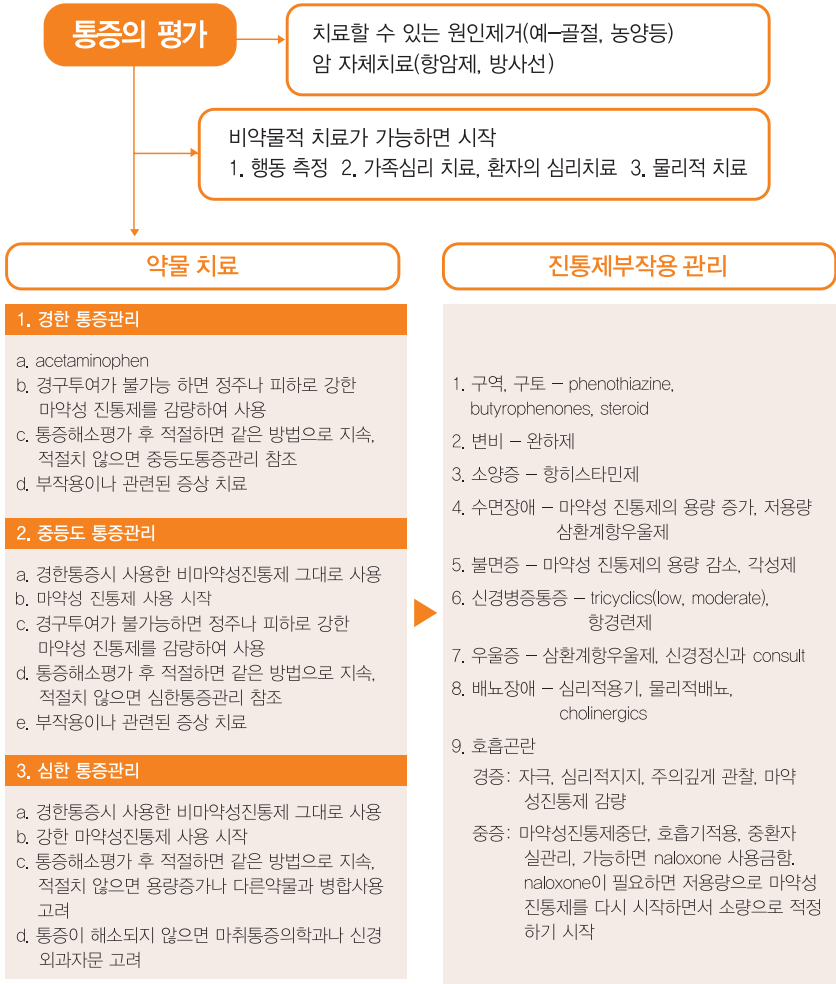 통증의 평가
치료할 수 있는 원인제거(예–골절, 농양등)
암 자체치료(항암제, 방사선)
비약물적 치료가 가능하면 시작
1. 행동 측정 2. 가족심리 치료, 환자의 심리치료 3. 물리적 치료
약물 치료
1. 경한 통증관리
a. acetaminophen
b. 경구투여가 불가능 하면 정주나 피하로 강한
마약성 진통제를 감량하여 사용
c. 통증해소평가 후 적절하면 같은 방법으로 지속,
적절치 않으면 중등도통증관리 참조
d. 부작용이나 관련된 증상 치료
2. 중등도 통증관리
a. 경한통증시 사용한 비마약성진통제 그대로 사용
b. 마약성 진통제 사용 시작
c. 경구투여가 불가능하면 정주나 피하로 강한
마약성 진통제를 감량하여 사용
d. 통증해소평가 후 적절하면 같은 방법으로 지속,
적절치 않으면 심한통증관리 참조
e. 부작용이나 관련된 증상 치료
3. 심한 통증관리
a. 경한통증시 사용한 비마약성진통제 그대로 사용
b. 강한 마약성진통제 사용 시작
c. 통증해소평가 후 적절하면 같은 방법으로 지속,
적절치 않으면 용량증가나 다른약물과 병합사용
고려
d. 통증이 해소되지 않으면 마취통증의학과나 신경
외과자문 고려
진통제부작용 관리
1. 구역, 구토 – phenothiazine,
butyrophenones, steroid
2. 변비 – 완하제
3. 소양증 – 항히스타민제
4. 수면장애 – 마약성 진통제의 용량 증가, 저용량
삼환계항우울제
5. 불면증 – 마약성 진통제의 용량 감소, 각성제
6. 신경병증통증 – tricyclics(low, moderate),
항경련제
7. 우울증 – 삼환계항우울제, 신경정신과 consult
8. 배뇨장애 – 심리적용기, 물리적배뇨,
cholinergics
9. 호흡곤란
경증: 자극, 심리적지지, 주의깊게 관찰, 마약
성진통제 감량
중증: 마약성진통제중단, 호흡기적용, 중환자
실관리, 가능하면 naloxone 사용금함.
naloxone이 필요하면 저용량으로 마약성
진통제를 다시 시작하면서 소량으로 적정
하기 시작